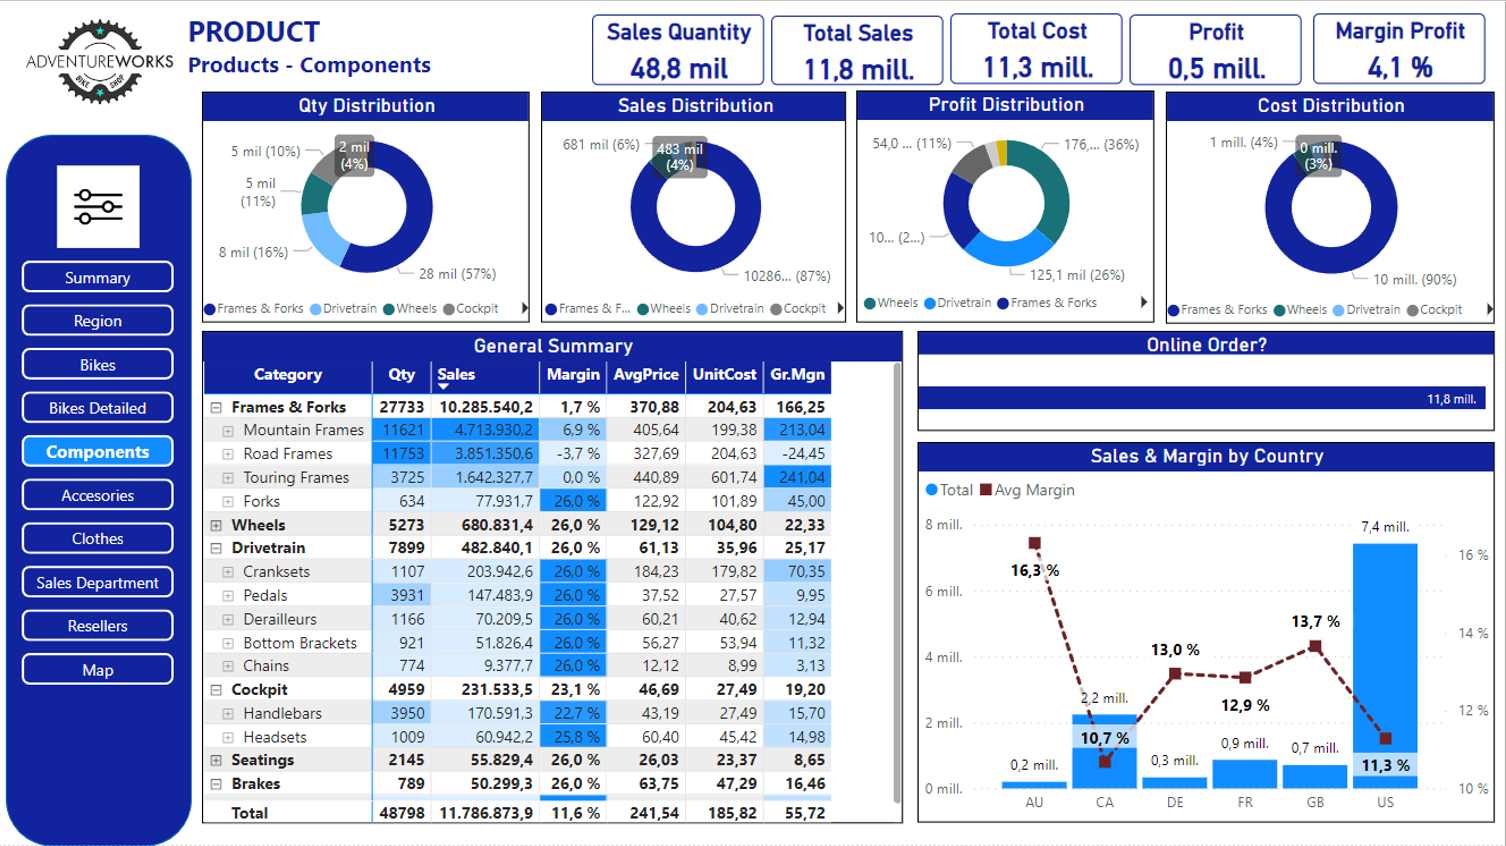 ADVENTUREWORKS
BIKE SHOP
PRODUCT
Products - Components
Sales Quantity
48,8 mil
Total Sales
11,8 mill.
Total Cost
11,3 mill.
Profit
0,5 mill.
Margin Profit
4,1 %
Summary
Region
Bikes
Bikes Detailed
Components
Accesories
Clothes
Sales Department
Resellers
Map
Qty Distribution
2 mil
(4%)
5 mil (10%)
5 mil
(11%)
8 mil (16%)
28 mil (57%)
Frames & Forks Drivetrain Wheels Cockpit
Sales Distribution
681 mil (6%)
483 mil
(4%)
10286... (87%)
Frames & F... Wheels Drivetrain Cockpit
Profit Distribution
54,0 ... (11%)
176,... (36%)
10... (2...)
125,1 mil (26%)
Wheels Drivetrain Frames & Forks
Cost Distribution
1 mill. (4%)
0 mill.
(3%)
10 mill. (90%)
Frames & Forks Wheels Drivetrain Cockpit
General Summary
Category Qty Sales Margin AvgPrice UnitCost Gr.Mgn
Frames & Forks 27733 10.285.540,2 1,7 % 370,88 204,63 166,25
Mountain Frames 11621 4.713.930,2 6,9 % 405,64 199,38 213,04
Road Frames 11753 3.851.350,6 -3,7 % 327,69 204,63 -24,45
Touring Frames 3725 1.642.327,7 0,0 % 440,89 601,74 241,04
Forks 634 77.931,7 26,0 % 122,92 101,89 45,00
Wheels 5273 680.831,4 26,0 % 129,12 104,80 22,33
Drivetrain 7899 482.840,1 26,0 % 61,13 35,96 25,17
Cranksets 1107 203.942,6 26,0 % 184,23 179,82 70,35
Pedals 3931 147.483,9 26,0 % 37,52 27,57 9,95
Derailleurs 1166 70.209,5 26,0 % 60,21 40,62 12,94
Bottom Brackets 921 51.826,4 26,0 % 56,27 53,94 11,32
Chains 774 9.377,7 26,0 % 12,12 8,99 3,13
Cockpit 4959 231.533,5 23,1 % 46,69 27,49 19,20
Handlebars 3950 170.591,3 22,7 % 43,19 27,49 15,70
Headsets 1009 60.942,2 25,8 % 60,40 45,42 14,98
Seatings 2145 55.829,4 26,0 % 26,03 23,37 8,65
Brakes 789 50.299,3 26,0 % 63,75 47,29 16,46
Total 48798 11.786.873,9 11,6 % 241,54 185,82 55,72
Online Order?
11,8 mill.
Sales & Margin by Country
Total Avg Margin
8 mill.
6 mill.
4 mill.
2 mill.
0 mill.
16 %
14 %
12 %
10 %
7,4 mill.
16,3 %
13,7 %
13,0 %
2,2 mill.
12,9 %
10,7 %
0,9 mill.
0,7 mill.
0,3 mill.
0,2 mill.
11,3 %
AU CA DE FR GB US